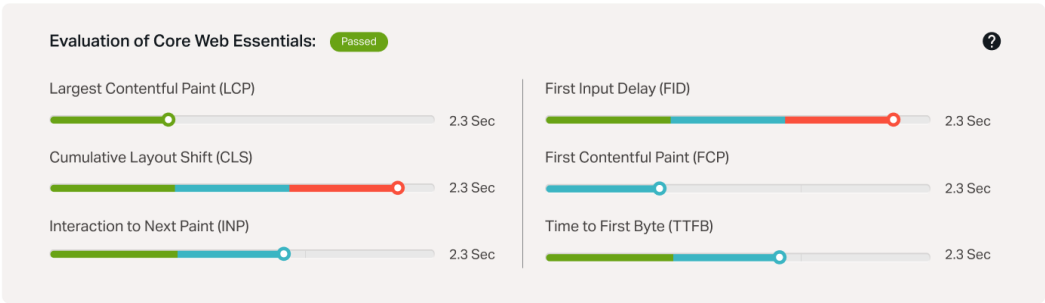 Evaluation of Core Web Essentials: Passed ?
Largest Contentful Paint (LCP)
2.3 Sec
Cumulative Layout Shift (CLS)
2.3 Sec
Interaction to Next Paint (INP)
2.3 Sec
First Input Delay (FID)
2.3 Sec
First Contentful Paint (FCP)
2.3 Sec
Time to First Byte (TTFB)
2.3 Sec